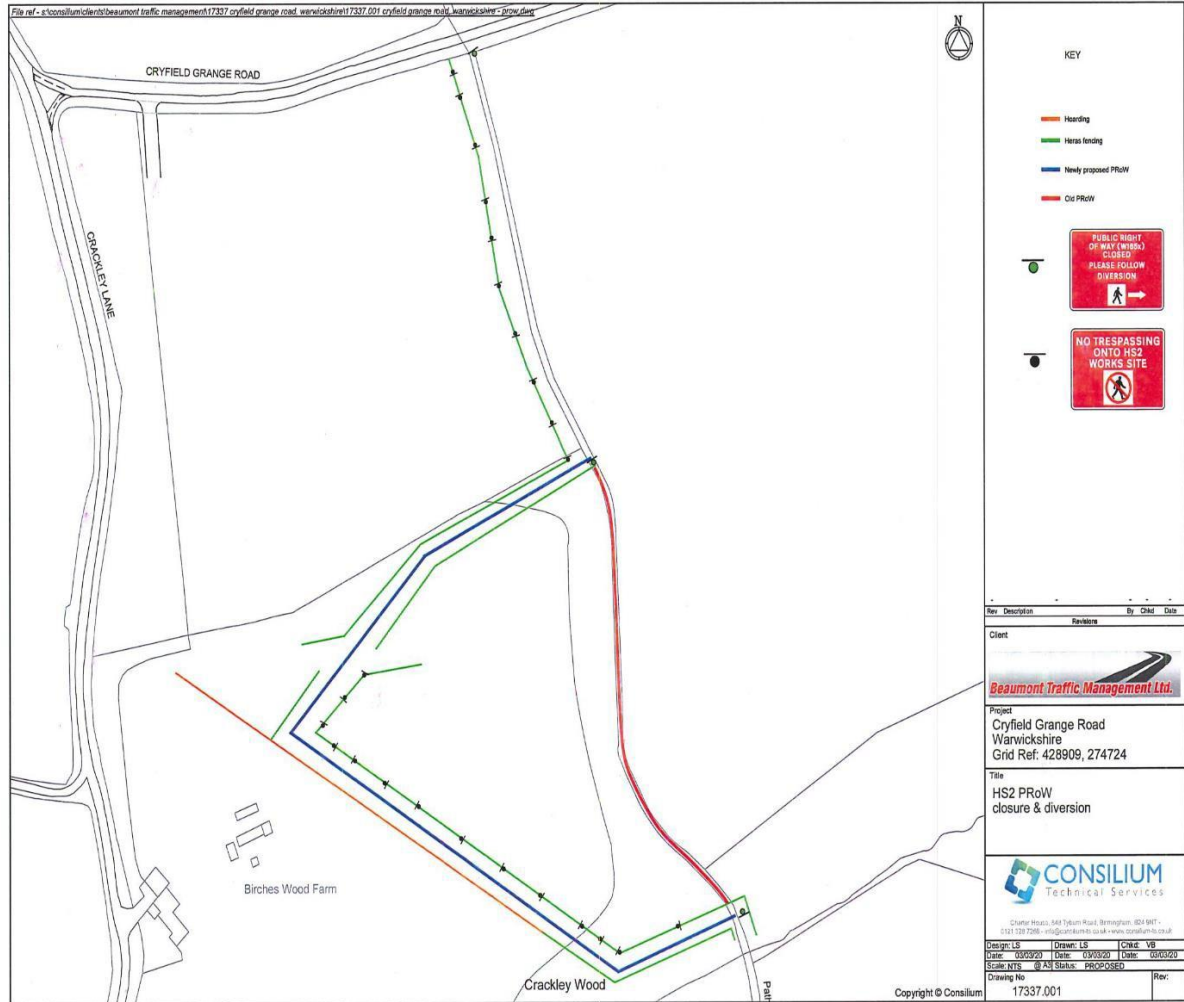 File ref - s:\consilium\clients\beaumont traffic management\17337 cryfield grange road, warwickshire\17337.001 cryfield grange road, warwickshire - prow.dwg
N
CRYFIELD GRANGE ROAD
CRACKLEY LANE
Birches Wood Farm
Crackley Wood
Path
Copyright © Consilium
KEY
Hoarding
Heras fencing
Newly proposed PRoW
Old PRoW
PUBLIC RIGHT
OF WAY (W165x)
CLOSED
PLEASE FOLLOW
DIVERSION
NO TRESPASSING
ONTO HS2
WORKS SITE
Rev Description By Chkd Date
Revisions
Client
Beaumont Traffic Management Ltd.
Project
Cryfield Grange Road
Warwickshire
Grid Ref: 428909, 274724
Title
HS2 PRoW
closure & diversion
CONSILIUM
Technical Services
Design: LS Drawn: LS Chkd: VB
Date: 03/03/20 Date: 03/03/20 Date: 03/03/20
Scale: NTS @ A3 Status: PROPOSED
Drawing No Rev:
17337.001